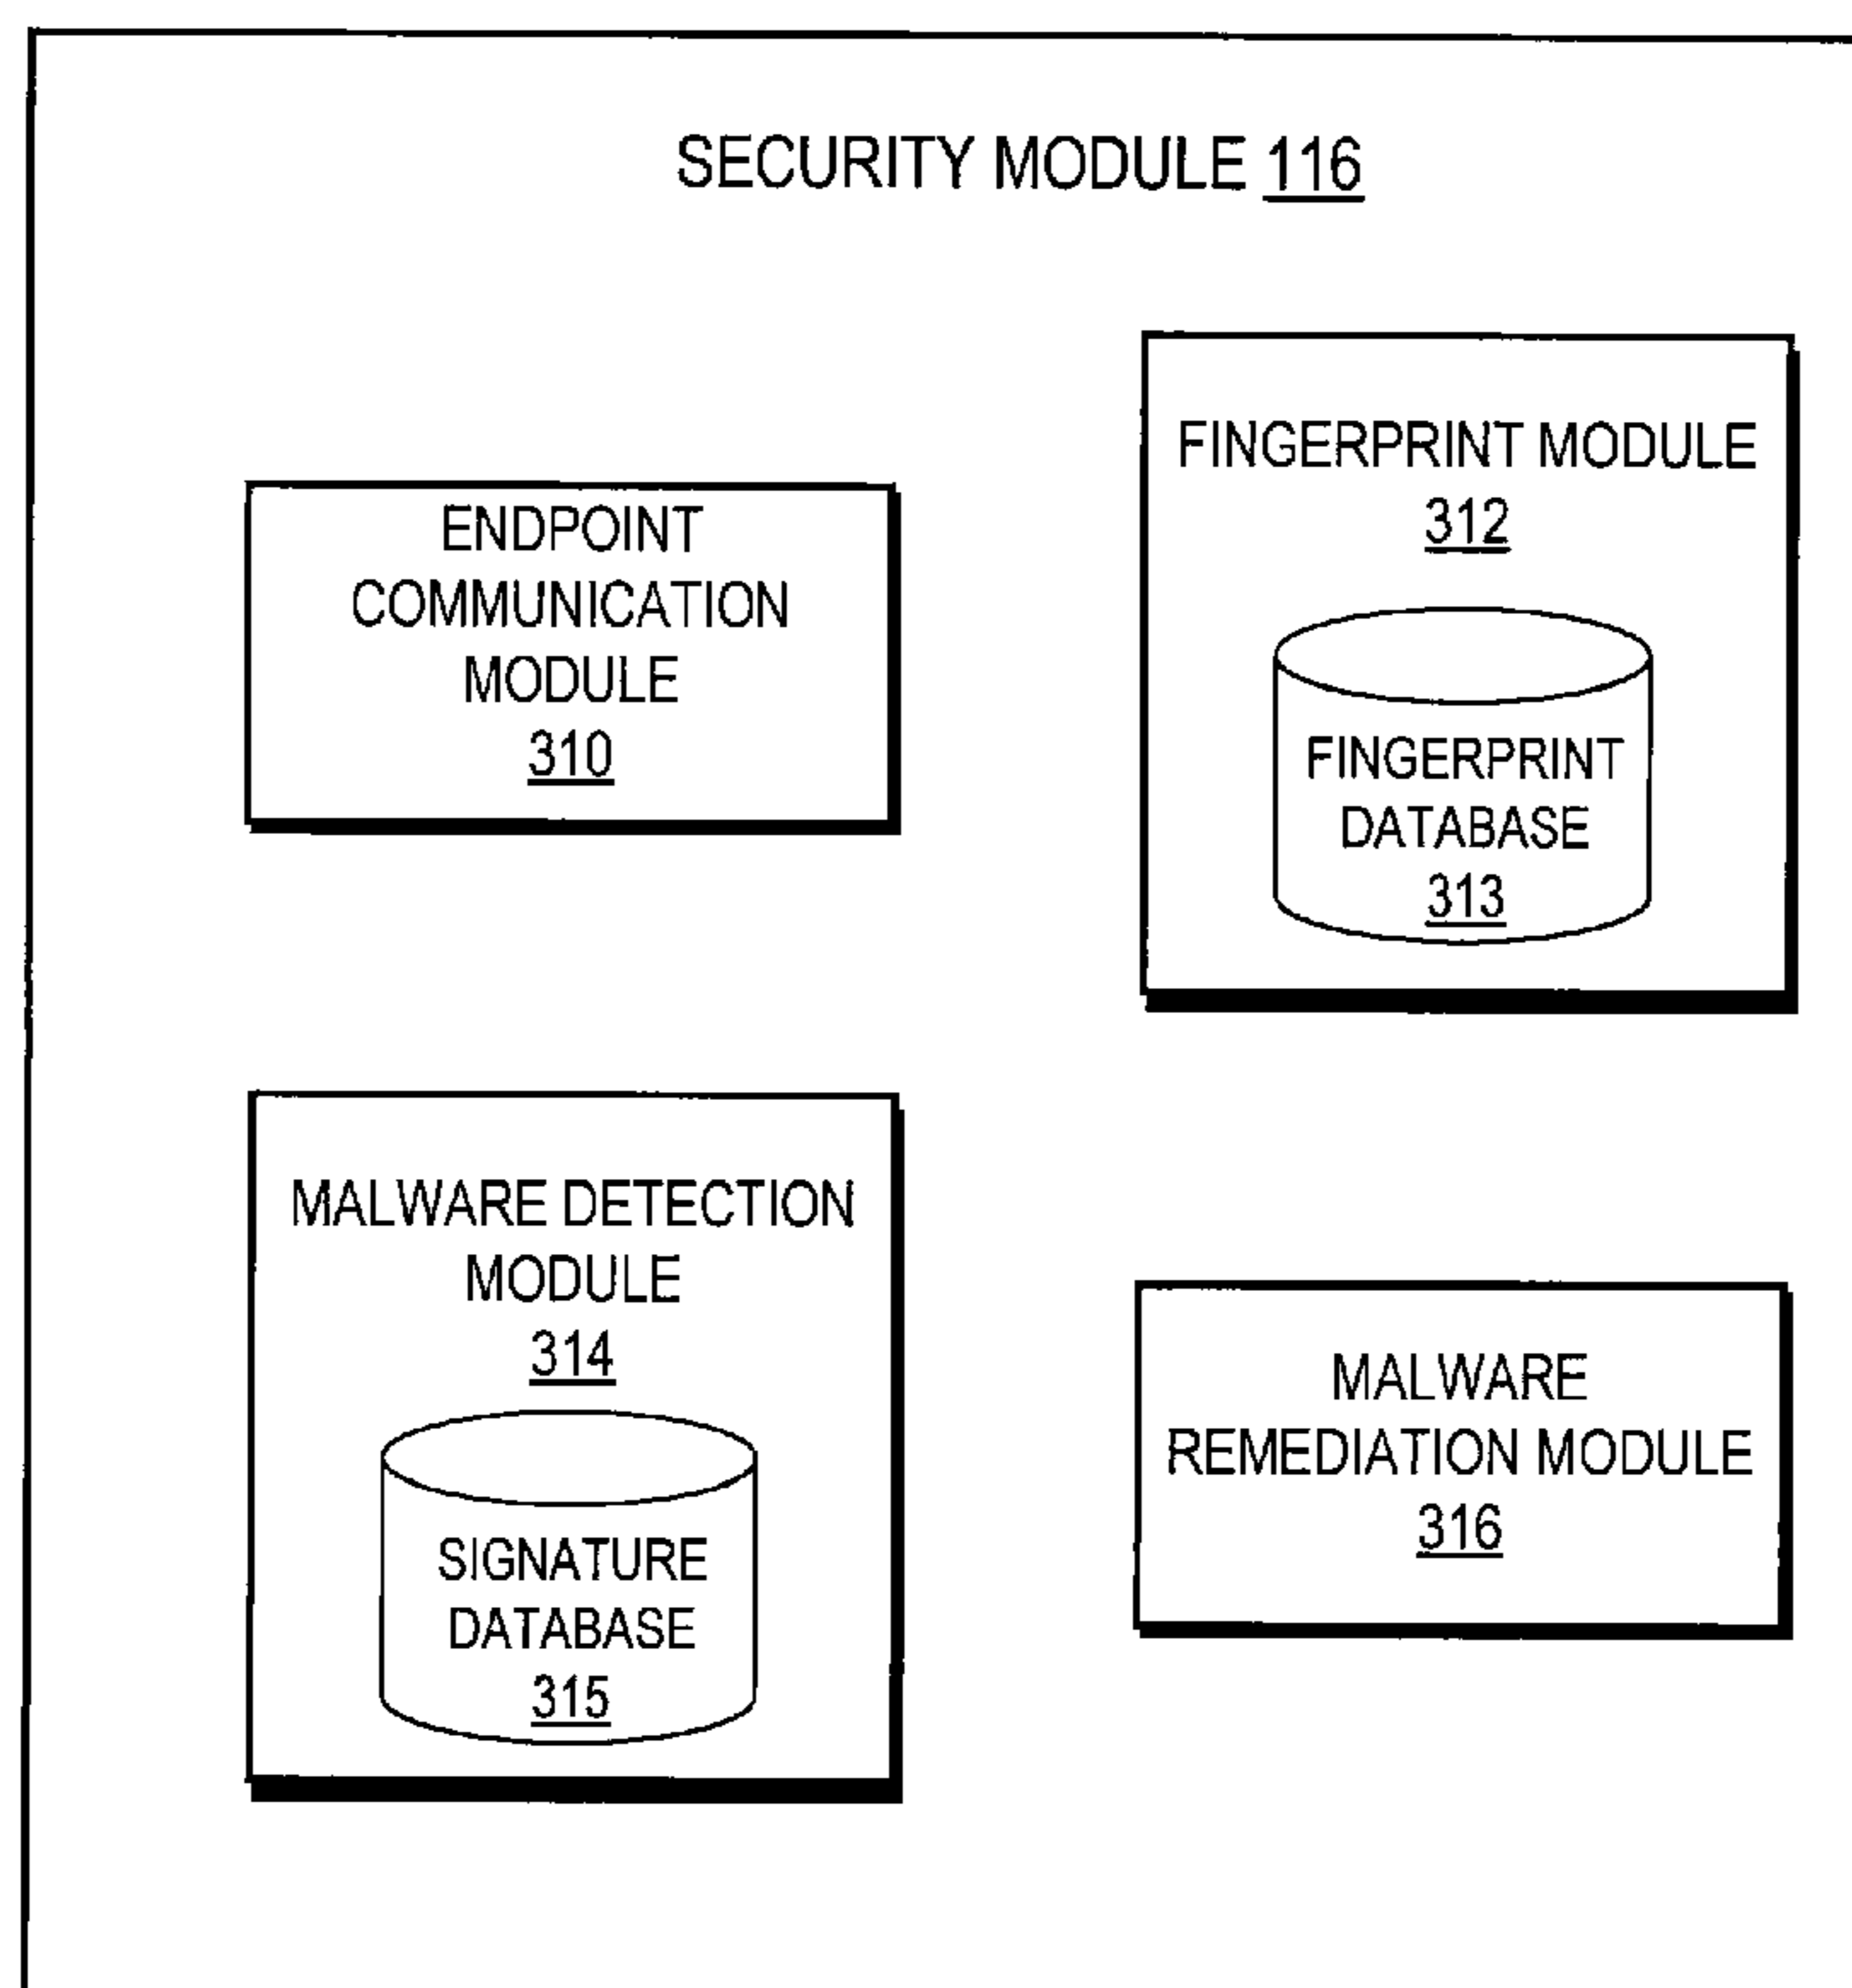 SECURITY MODULE 116
ENDPOINT
COMMUNICATION
MODULE
310
FINGERPRINT MODULE
312
FINGERPRINT
DATABASE
313
MALWARE DETECTION
MODULE
314
SIGNATURE
DATABASE
315
MALWARE
REMEDIATION MODULE
316